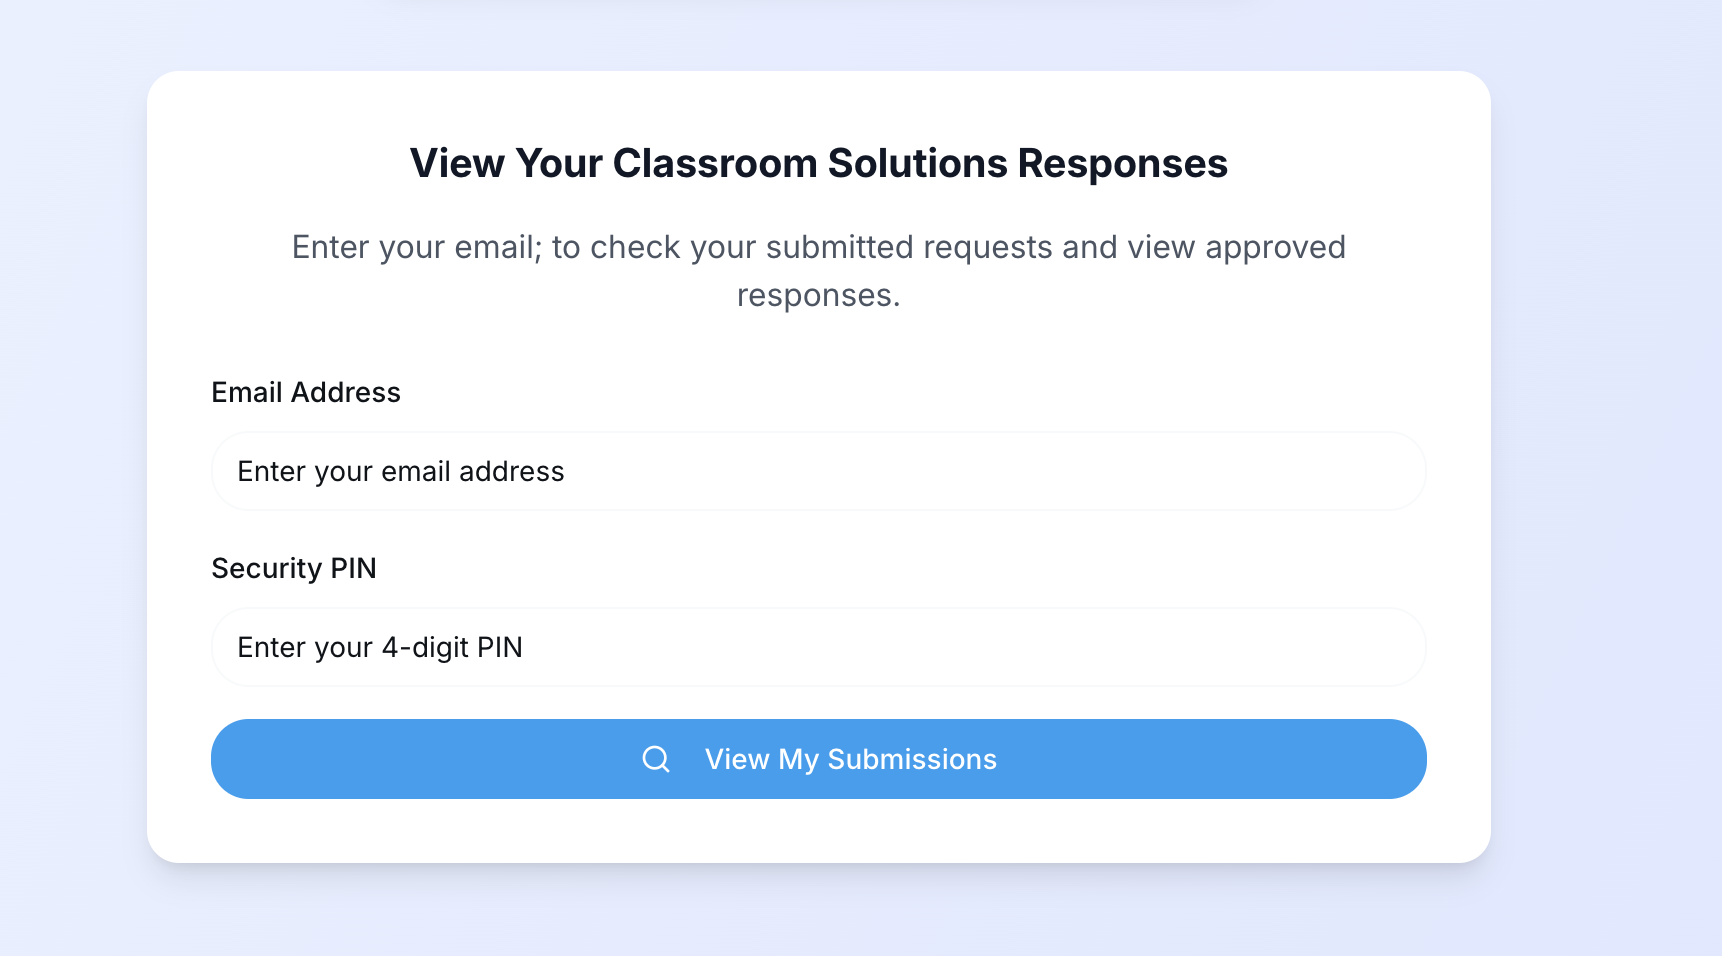 View Your Classroom Solutions Responses
Enter your email; to check your submitted requests and view approved
responses.
Email Address
Enter your email address
Security PIN
Enter your 4-digit PIN
View My Submissions